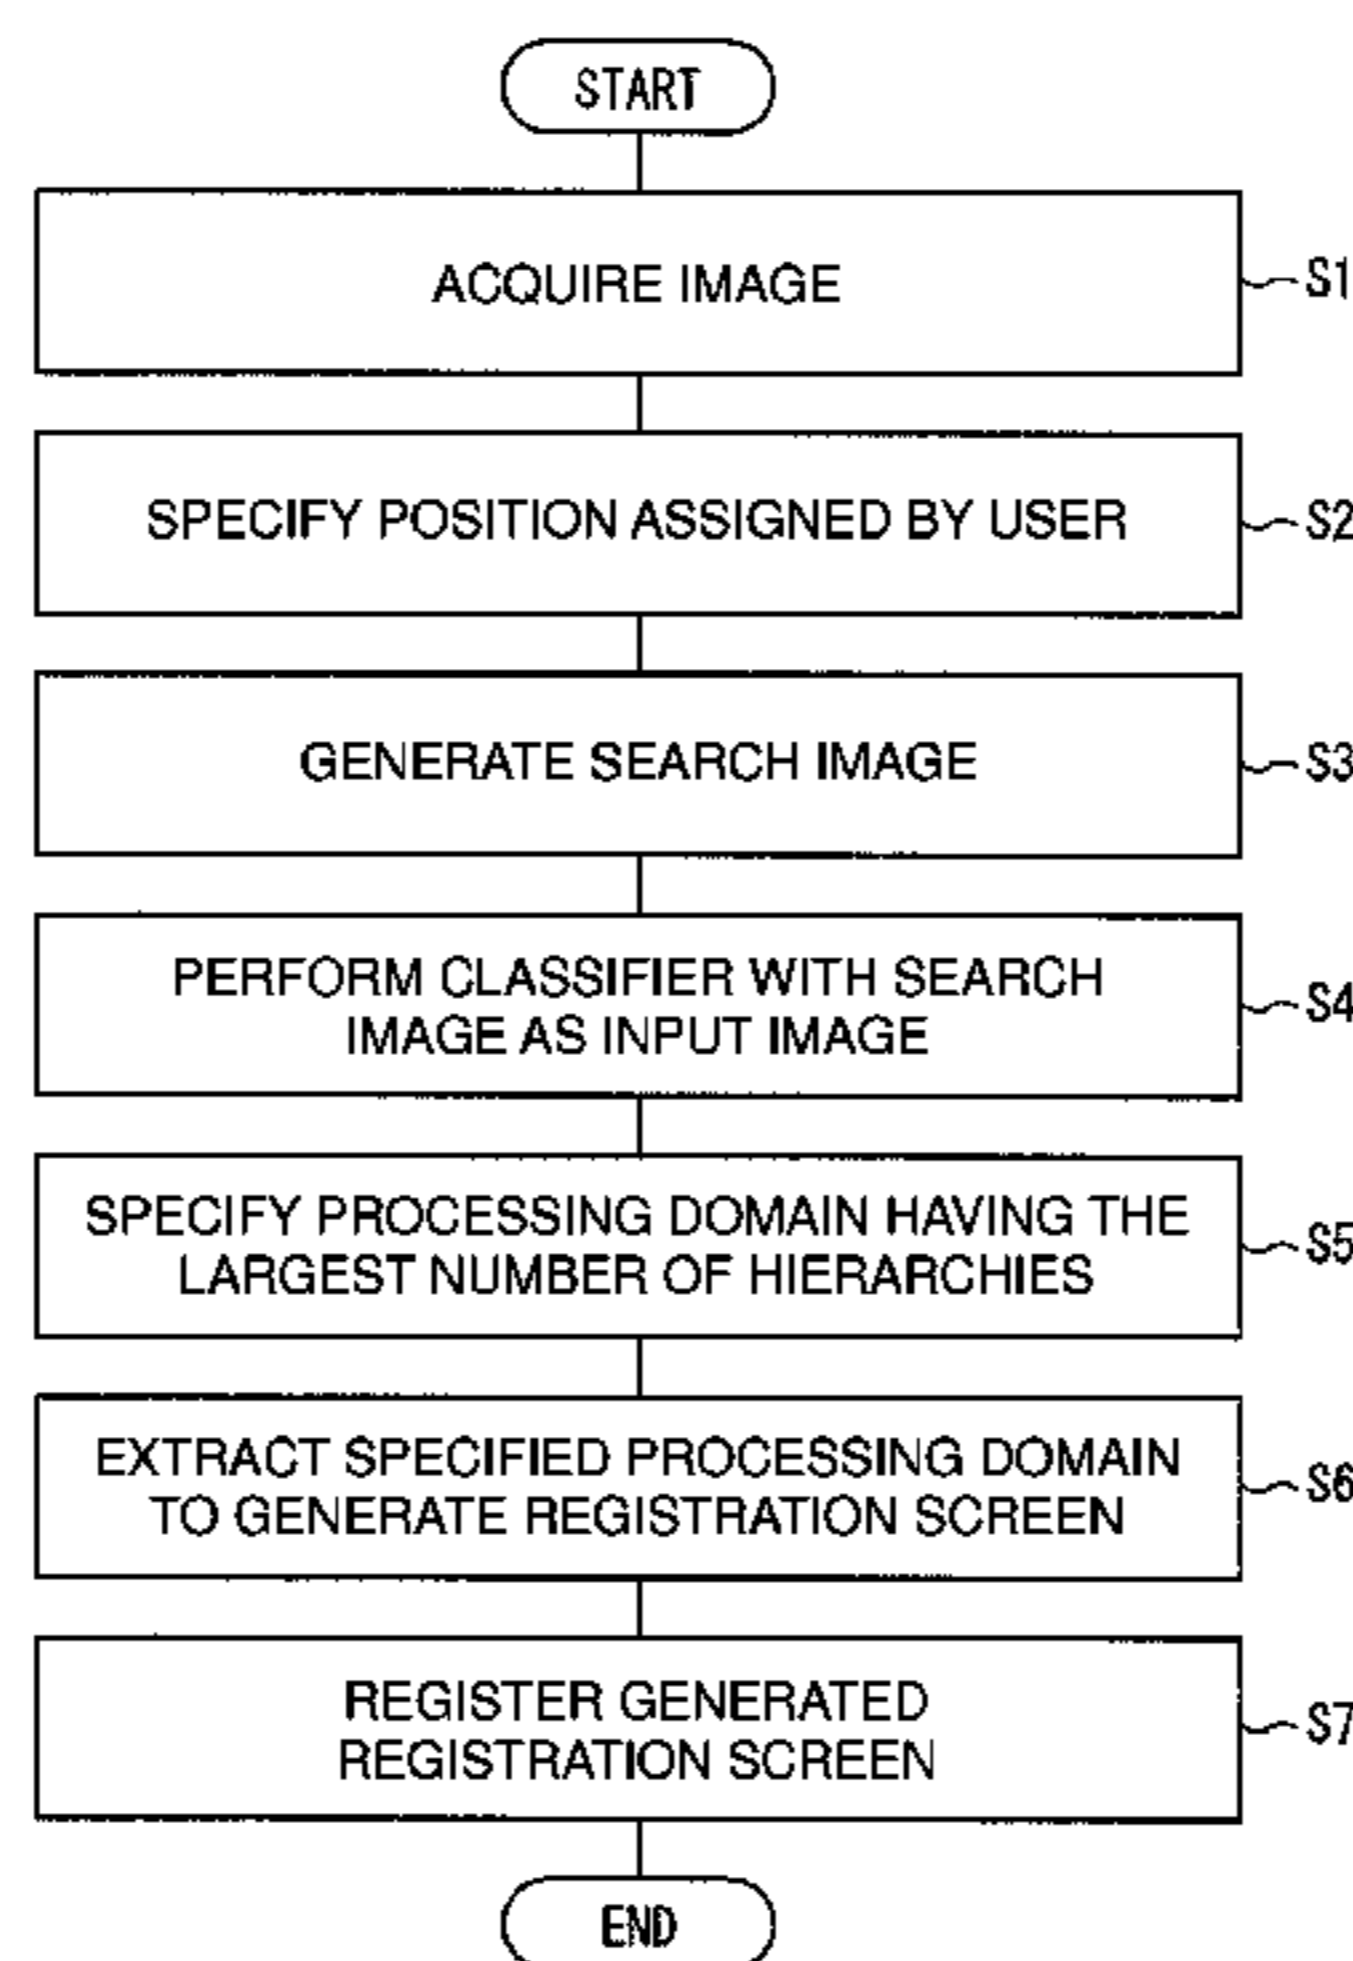 START
ACQUIRE IMAGE
S1
SPECIFY POSITION ASSIGNED BY USER
S2
GENERATE SEARCH IMAGE
S3
PERFORM CLASSIFIER WITH SEARCH
IMAGE AS INPUT IMAGE
S4
SPECIFY PROCESSING DOMAIN HAVING THE
LARGEST NUMBER OF HIERARCHIES
S5
EXTRACT SPECIFIED PROCESSING DOMAIN
TO GENERATE REGISTRATION SCREEN
S6
REGISTER GENERATED
REGISTRATION SCREEN
S7
END